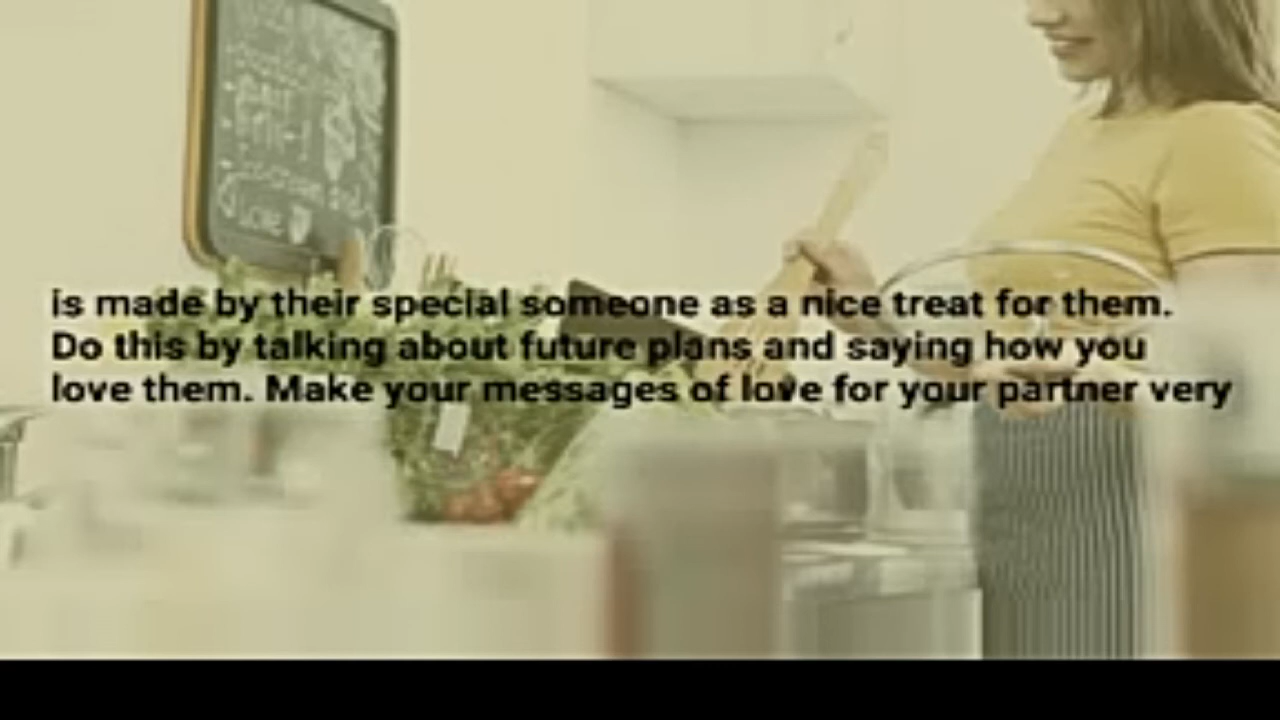 LOVE
is made by their special someone as a nice treat for them.
Do this by talking about future plans and saying how you
love them. Make your messages of love for your partner very